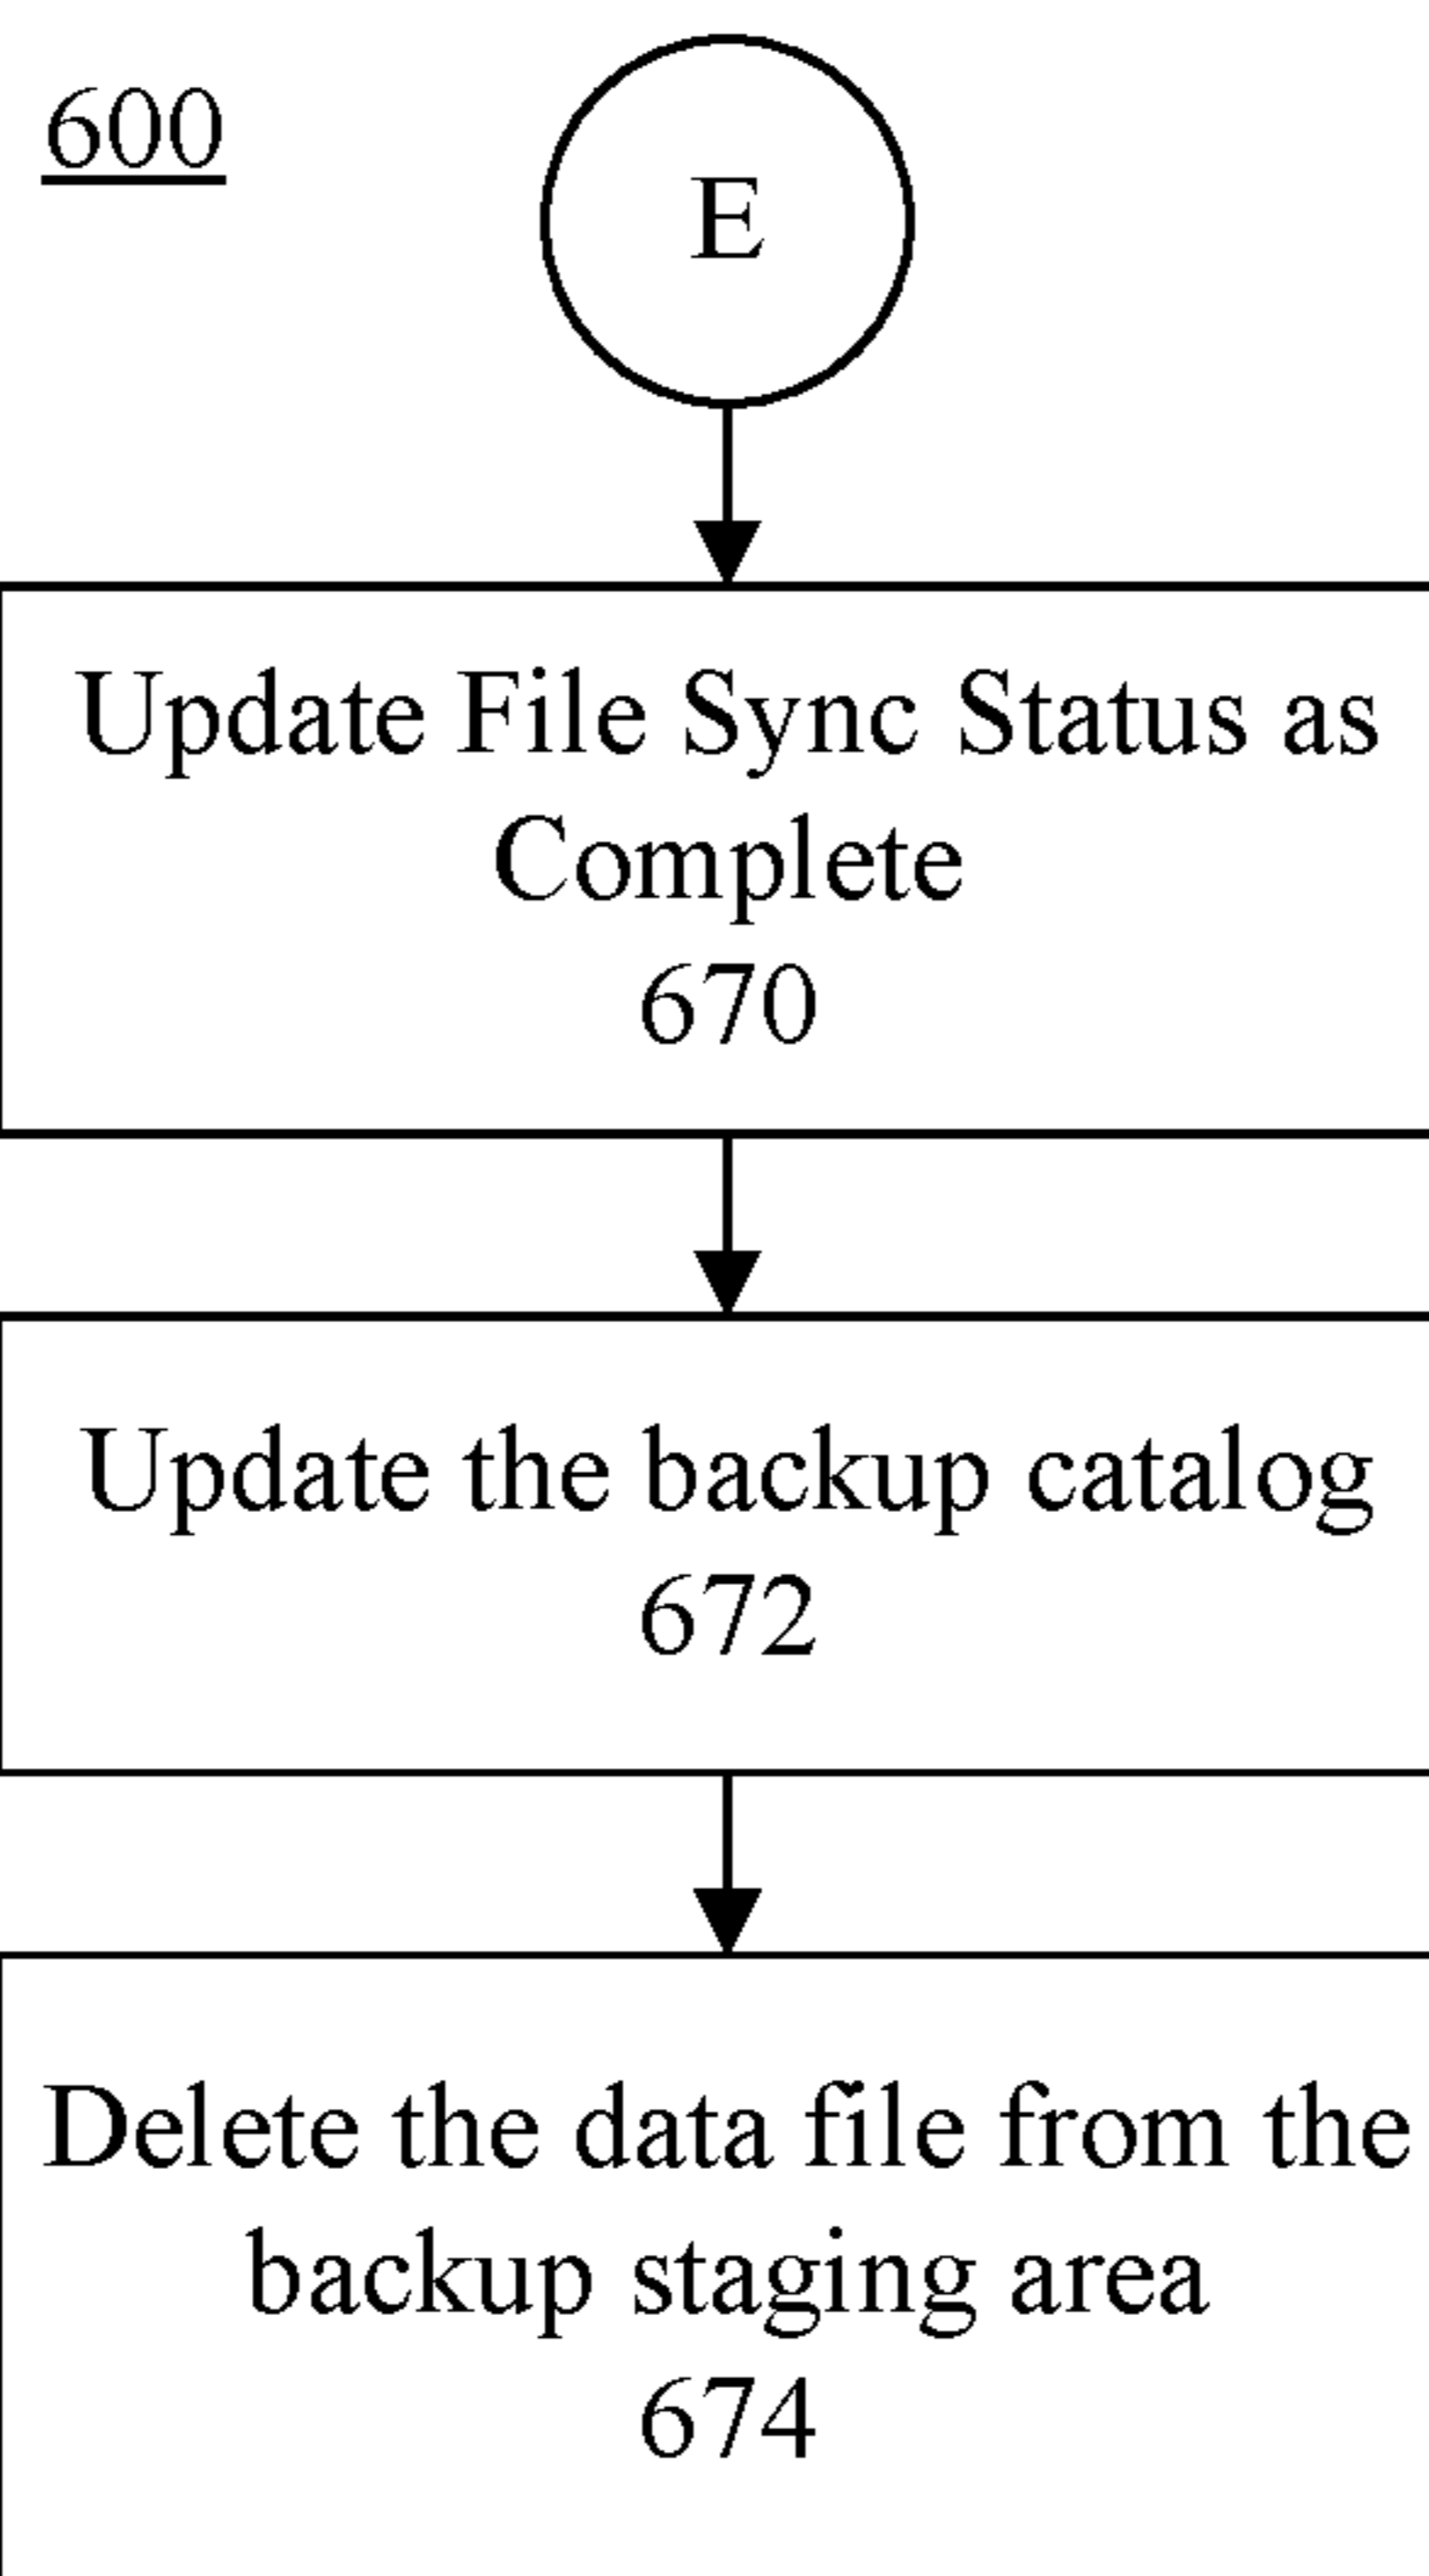 600
E
Update File Sync Status as
Complete
670
Update the backup catalog
672
Delete the data file from the
backup staging area
674